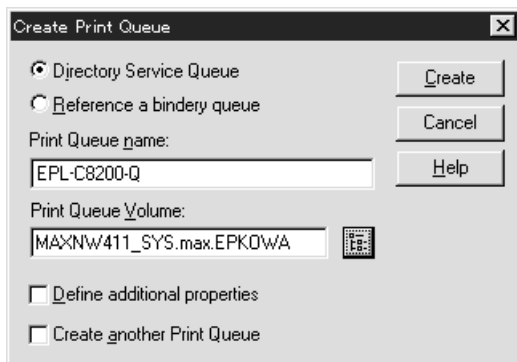 Create Print Queue
Directory Service Queue
Reference a bindery queue
Print Queue name:
EPL-C8200-Q
Print Queue Volume:
MAXNW411_SYS.max.EPKOWA
Define additional properties
Create another Print Queue
Create
Cancel
Help